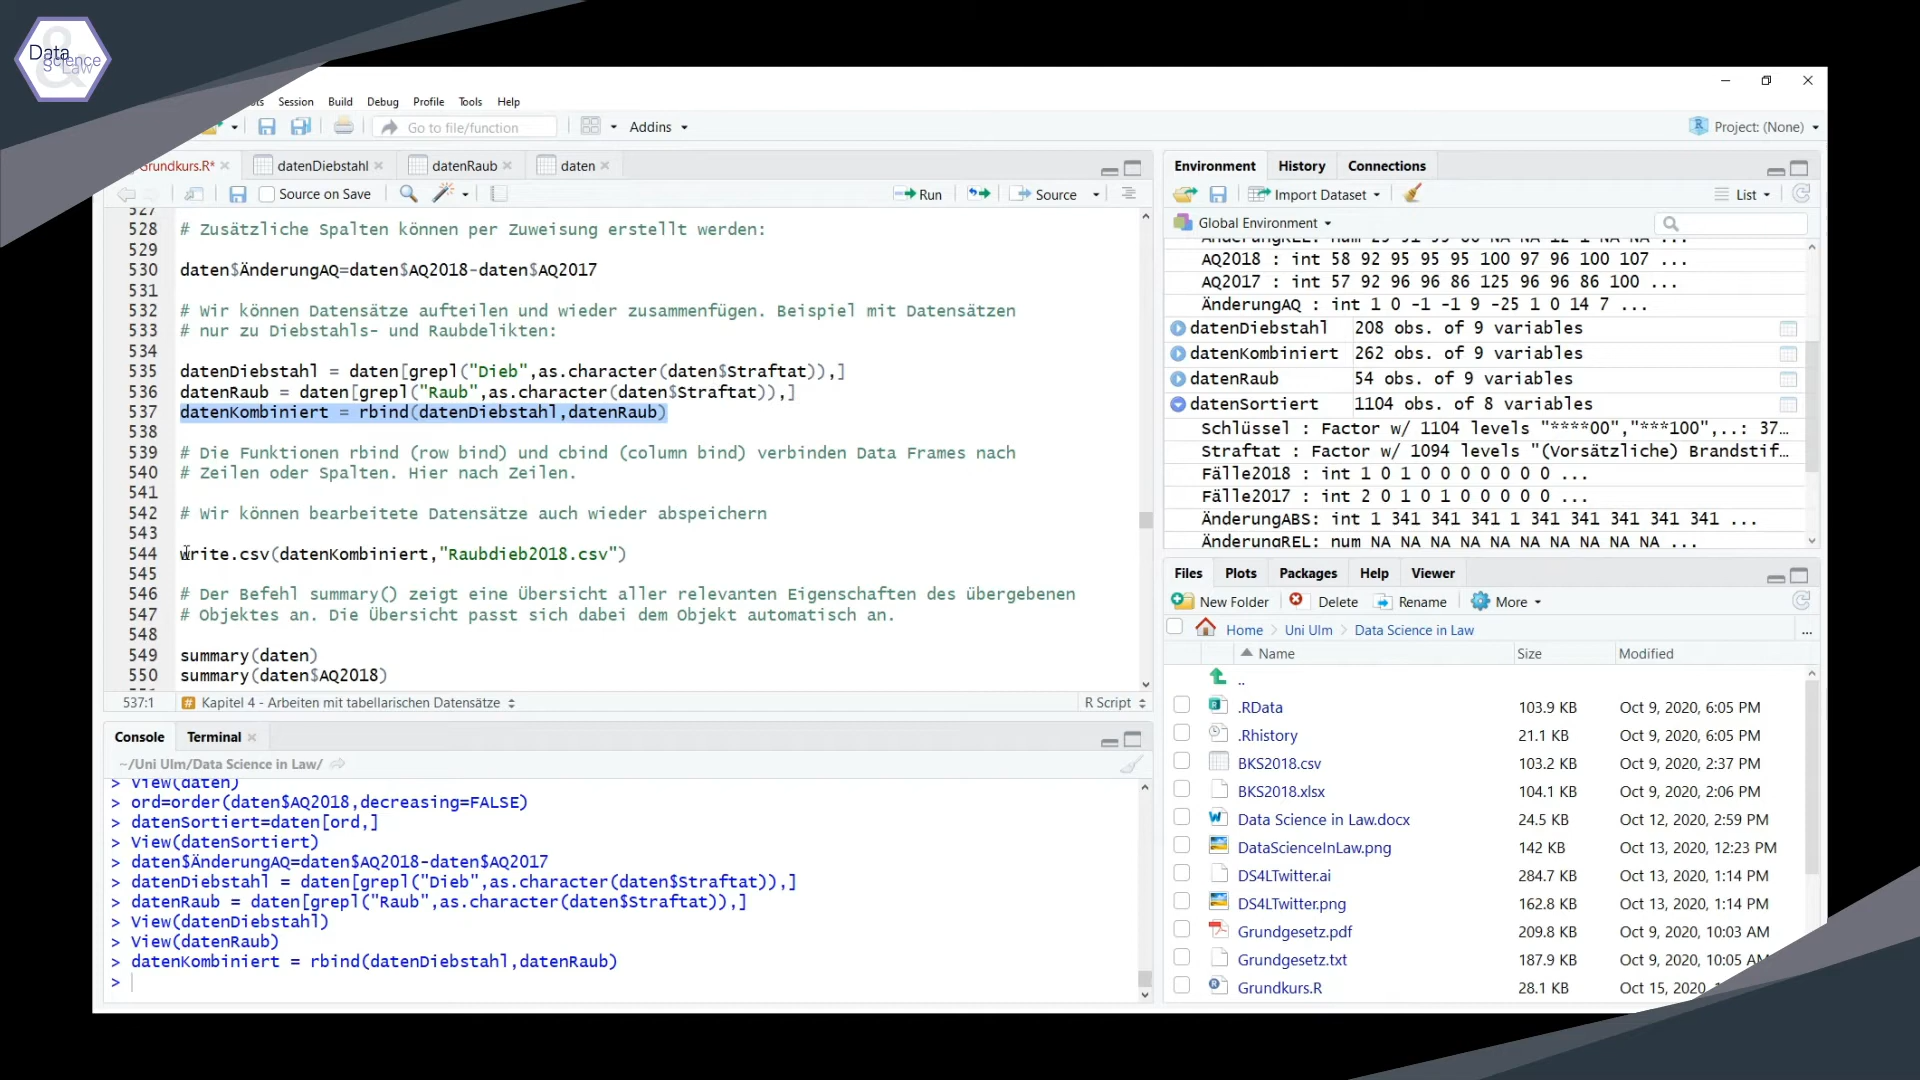 Data
Science
Law
&
Session Build Debug Profile Tools Help
Go to file/function
Addins
Project: (None)
Grundkurs.R*
datenDiebstahl
datenRaub
daten
Source on Save
Run
Source
527
528 # Zusätzliche Spalten können per Zuweisung erstellt werden:
529
530 daten$ÄnderungAQ=daten$AQ2018-daten$AQ2017
531
532 # Wir können Datensätze aufteilen und wieder zusammenfügen. Beispiel mit Datensätzen
533 # nur zu Diebstahls- und Raubdelikten:
534
535 datenDiebstahl = daten[grepl("Dieb",as.character(daten$Straftat)),]
536 datenRaub = daten[grepl("Raub",as.character(daten$Straftat)),]
537 datenKombiniert = rbind(datenDiebstahl,datenRaub)
538
539 # Die Funktionen rbind (row bind) und cbind (column bind) verbinden Data Frames nach
540 # Zeilen oder Spalten. Hier nach Zeilen.
541
542 # Wir können bearbeitete Datensätze auch wieder abspeichern
543
544 write.csv(datenKombiniert,"Raubdieb2018.csv")
545
546 # Der Befehl summary() zeigt eine Übersicht aller relevanten Eigenschaften des übergebenen
547 # Objektes an. Die Übersicht passt sich dabei dem Objekt automatisch an.
548
549 summary(daten)
550 summary(daten$AQ2018)
537:1 # Kapitel 4 - Arbeiten mit tabellarischen Datensätze R Script
Console Terminal
~/Uni Ulm/Data Science in Law/
> View(daten)
> ord=order(daten$AQ2018,decreasing=FALSE)
> datenSortiert=daten[ord,]
> View(datenSortiert)
> daten$ÄnderungAQ=daten$AQ2018-daten$AQ2017
> datenDiebstahl = daten[grepl("Dieb",as.character(daten$Straftat)),]
> datenRaub = daten[grepl("Raub",as.character(daten$Straftat)),]
> View(datenDiebstahl)
> View(datenRaub)
> datenKombiniert = rbind(datenDiebstahl,datenRaub)
>
Environment History Connections
Import Dataset
List
Global Environment
AQ2018 : int 58 92 95 95 95 100 97 96 100 107 ...
AQ2017 : int 57 92 96 96 86 125 96 96 86 100 ...
ÄnderungAQ : int 1 0 -1 -1 9 -25 1 0 14 7 ...
datenDiebstahl 208 obs. of 9 variables
datenKombiniert 262 obs. of 9 variables
datenRaub 54 obs. of 9 variables
datenSortiert 1104 obs. of 8 variables
Schlüssel : Factor w/ 1104 levels "****00","***100",..: 37…
Straftat : Factor w/ 1094 levels "(Vorsätzliche) Brandstif…
Fälle2018 : int 1 0 1 0 0 0 0 0 0 0 ...
Fälle2017 : int 2 0 1 0 1 0 0 0 0 0 ...
ÄnderungABS: int 1 341 341 341 1 341 341 341 341 341 ...
ÄnderungREL: num NA NA NA NA NA NA NA NA NA NA ...
Files Plots Packages Help Viewer
New Folder Delete Rename More
Home Uni Ulm Data Science in Law ...
Name Size Modified
..
.RData 103.9 KB Oct 9, 2020, 6:05 PM
.Rhistory 21.1 KB Oct 9, 2020, 6:05 PM
BKS2018.csv 103.2 KB Oct 9, 2020, 2:37 PM
BKS2018.xlsx 104.1 KB Oct 9, 2020, 2:06 PM
Data Science in Law.docx 24.5 KB Oct 12, 2020, 2:59 PM
DataScienceInLaw.png 142 KB Oct 13, 2020, 12:23 PM
DS4LTwitter.ai 284.7 KB Oct 13, 2020, 1:14 PM
DS4LTwitter.png 162.8 KB Oct 13, 2020, 1:14 PM
Grundgesetz.pdf 209.8 KB Oct 9, 2020, 10:03 AM
Grundgesetz.txt 187.9 KB Oct 9, 2020, 10:05 AM
Grundkurs.R 28.1 KB Oct 15, 2020,